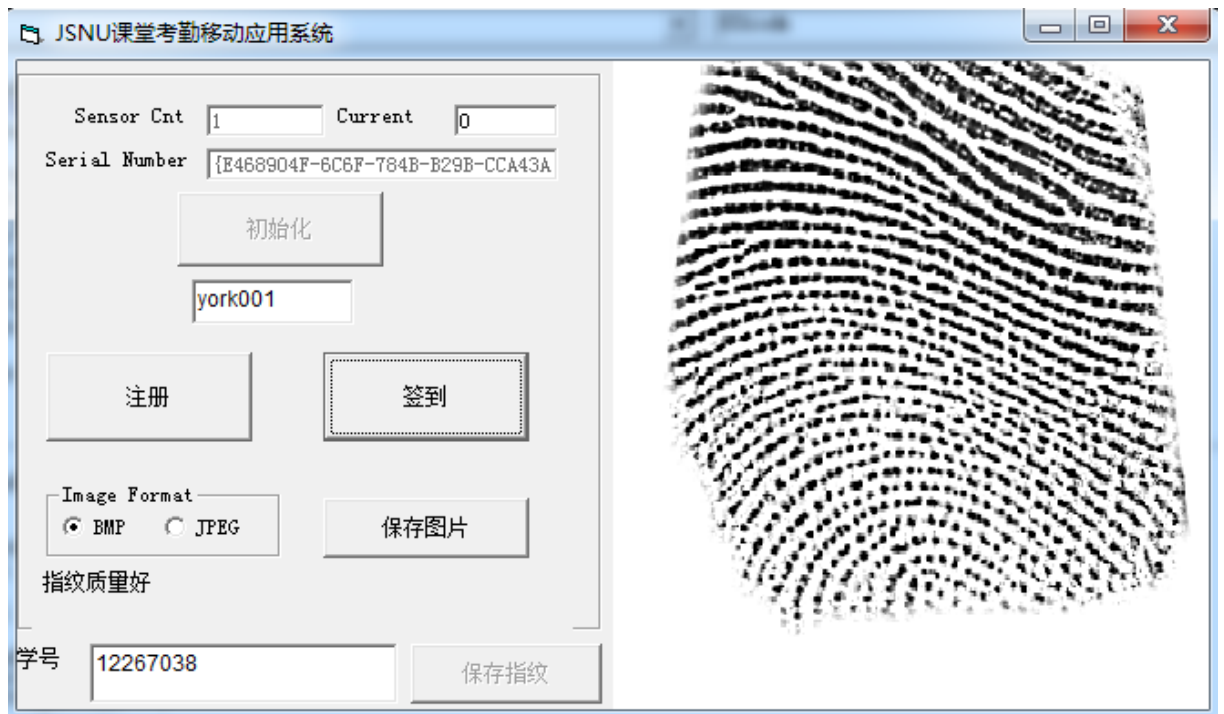 JSNU课堂考勤移动应用系统
Sensor Cnt 1 Current 0
Serial Number {E468904F-6C6F-784B-B29B-CCA43A
初始化
york001
注册 签到
Image Format
BMP JPEG 保存图片
指纹质量好
学号 12267038 保存指纹